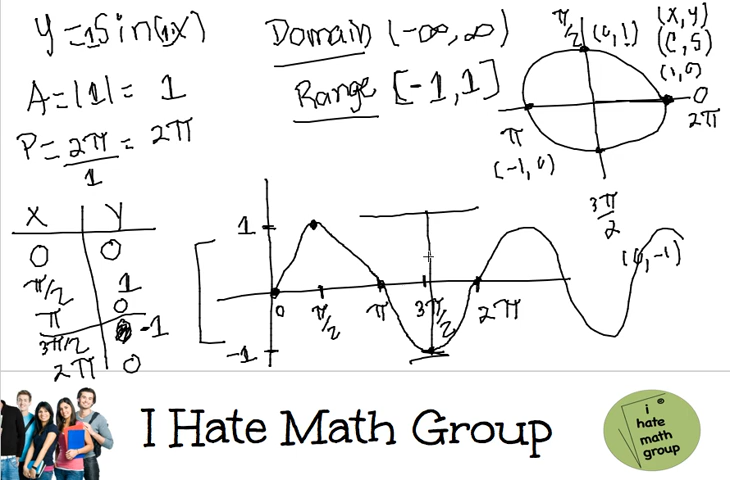 y = 1 Sin(1x)
A = |1| = 1
P = 2π/1 = 2π
Domain (-∞, ∞)
Range [-1, 1]
π/2 (0, 1)
(x, y)
(C, S)
(1, 0)
0
2π
π
(-1, 0)
3π/2
(0, -1)
X Y
0 0
π/2 1
π 0
3π/2 -1
2π 0
1
0 π/2 π 3π/2 2π
-1
I Hate Math Group
i
hate
math
group